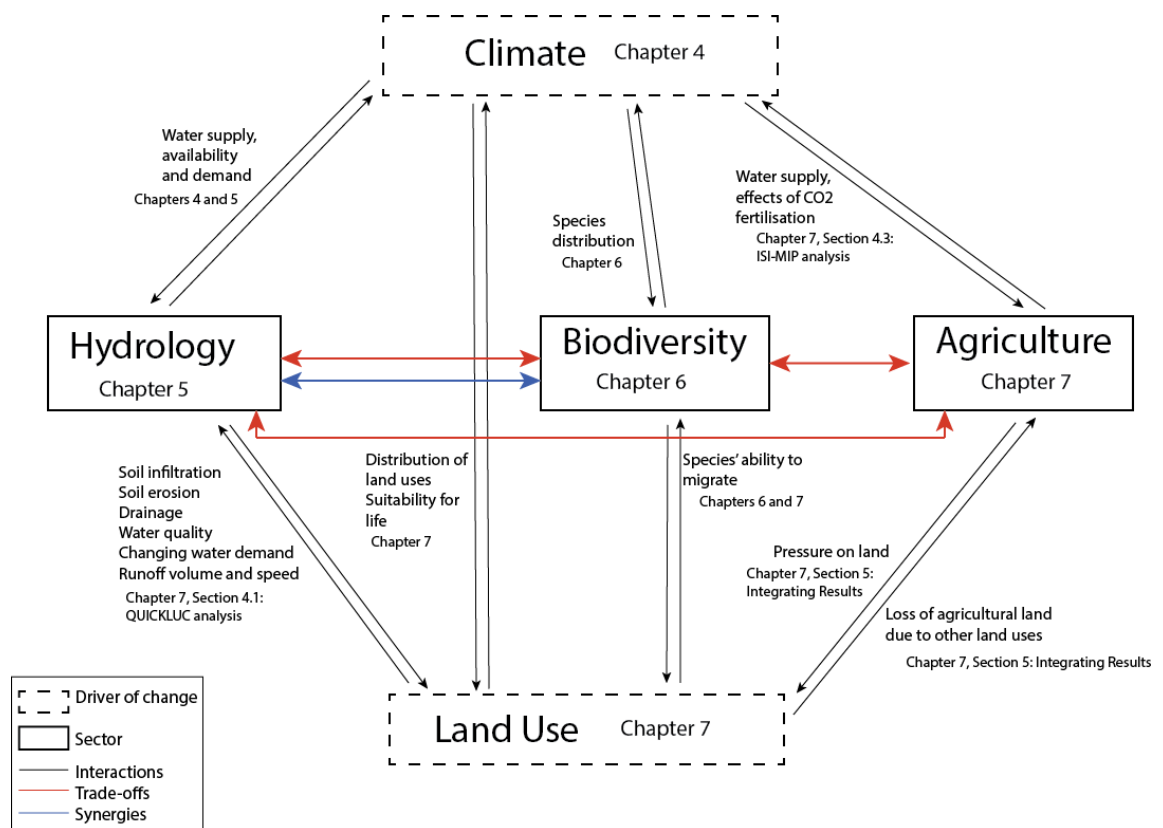 Climate Chapter 4
Water supply,
availability
and demand
Chapters 4 and 5
Species
distribution
Chapter 6
Water supply,
effects of CO2
fertilisation
Chapter 7, Section 4.3:
ISI-MIP analysis
Hydrology
Chapter 5
Biodiversity
Chapter 6
Agriculture
Chapter 7
Soil infiltration
Soil erosion
Drainage
Water quality
Changing water demand
Runoff volume and speed
Chapter 7, Section 4.1:
QUICKLUC analysis
Distribution of
land uses
Suitability for
life
Chapter 7
Species' ability to
migrate
Chapters 6 and 7
Pressure on land
Chapter 7, Section 5:
Integrating Results
Loss of agricultural land
due to other land uses
Chapter 7, Section 5: Integrating Results
Land Use Chapter 7
Driver of change
Sector
Interactions
Trade-offs
Synergies